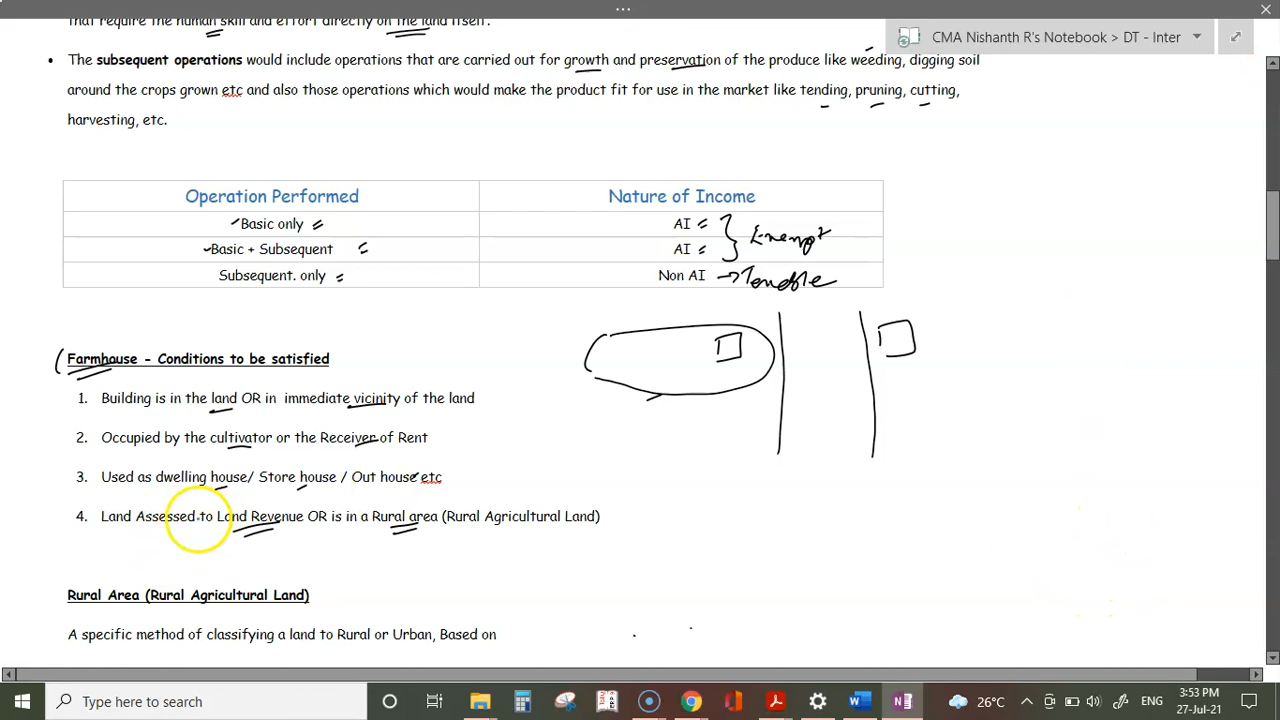 that require the human skill and effort directly on the land itself.
CMA Nishanth R's Notebook > DT - Inter
• The subsequent operations would include operations that are carried out for growth and preservation of the produce like weeding, digging soil
around the crops grown etc and also those operations which would make the product fit for use in the market like tending, pruning, cutting,
harvesting, etc.
Operation Performed Nature of Income
Basic only AI
Exempt
Basic + Subsequent AI
Subsequent. only Non AI → Taxable
Farmhouse - Conditions to be satisfied
1. Building is in the land OR in immediate vicinity of the land
2. Occupied by the cultivator or the Receiver of Rent
3. Used as dwelling house/ Store house / Out house etc
4. Land Assessed to Land Revenue OR is in a Rural area (Rural Agricultural Land)
Rural Area (Rural Agricultural Land)
A specific method of classifying a land to Rural or Urban, Based on
Type here to search
26°C
ENG
3:53 PM
27-Jul-21